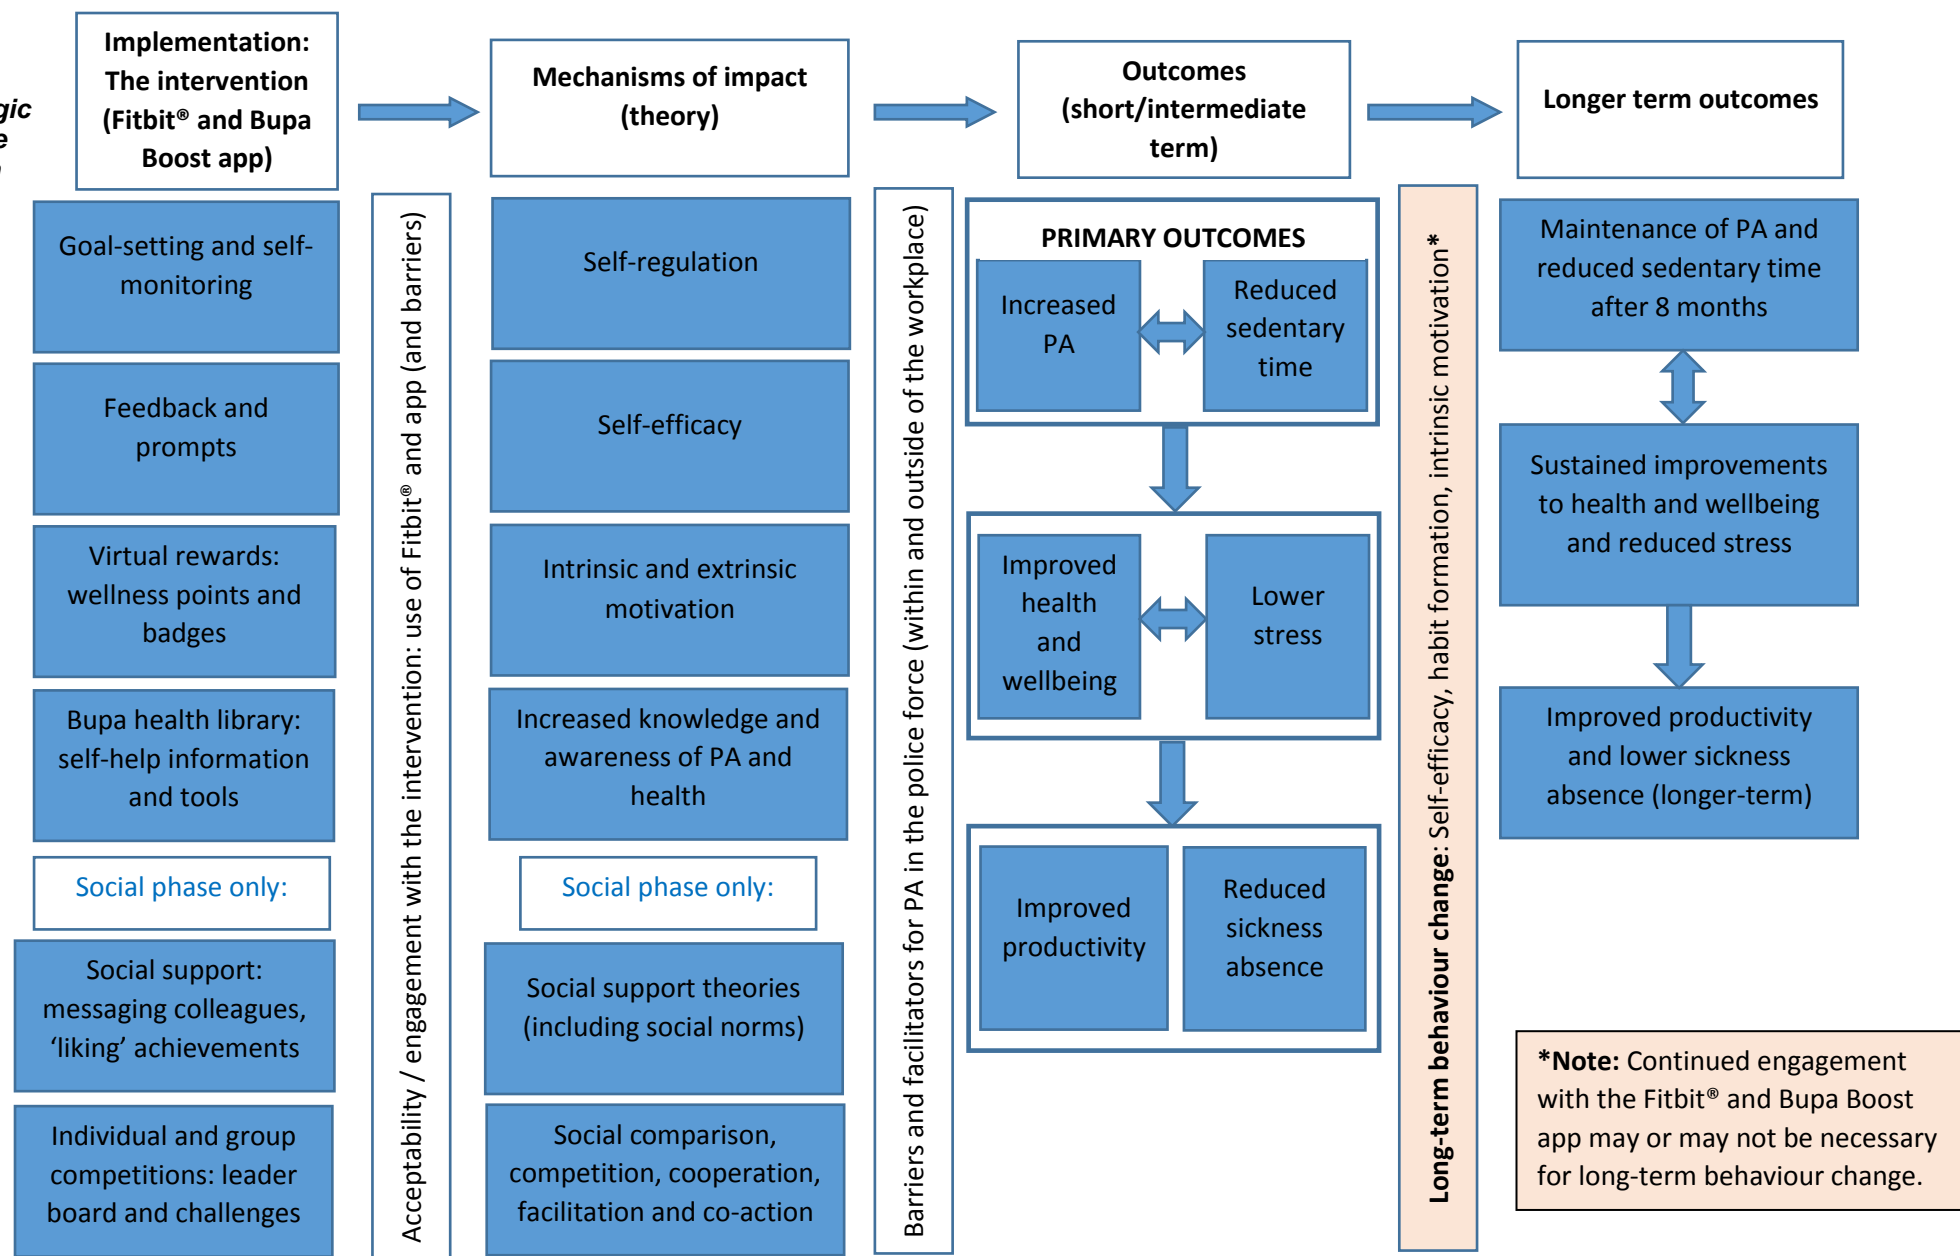 Implementation:
The intervention
(Fitbit® and Bupa
Boost app)
Mechanisms of impact
(theory)
Outcomes
(short/intermediate
term)
Longer term outcomes
Goal-setting and self-
monitoring
Feedback and
prompts
Virtual rewards:
wellness points and
badges
Bupa health library:
self-help information
and tools
Social phase only:
Social support:
messaging colleagues,
‘liking’ achievements
Individual and group
competitions: leader
board and challenges
Acceptability / engagement with the intervention: use of Fitbit® and app (and barriers)
Self-regulation
Self-efficacy
Intrinsic and extrinsic
motivation
Increased knowledge and
awareness of PA and
health
Social phase only:
Social support theories
(including social norms)
Social comparison,
competition, cooperation,
facilitation and co-action
Barriers and facilitators for PA in the police force (within and outside of the workplace)
PRIMARY OUTCOMES
Increased
PA
Reduced
sedentary
time
Improved
health
and
wellbeing
Lower
stress
Improved
productivity
Reduced
sickness
absence
Long-term behaviour change: Self-efficacy, habit formation, intrinsic motivation*
Maintenance of PA and
reduced sedentary time
after 8 months
Sustained improvements
to health and wellbeing
and reduced stress
Improved productivity
and lower sickness
absence (longer-term)
*Note: Continued engagement
with the Fitbit® and Bupa Boost
app may or may not be necessary
for long-term behaviour change.